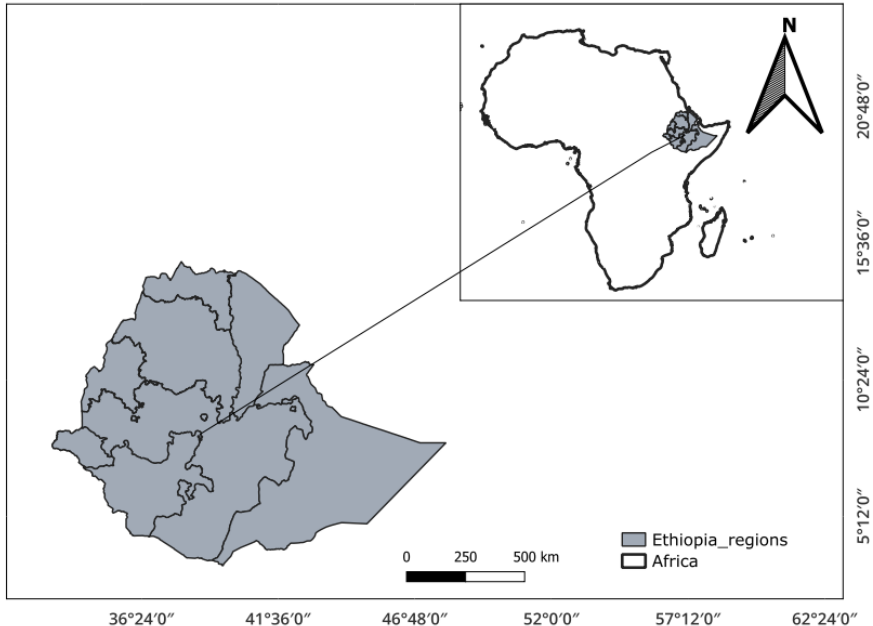 N
20°48′0″
15°36′0″
10°24′0″
5°12′0″
0 250 500 km
Ethiopia_regions
Africa
36°24′0″ 41°36′0″ 46°48′0″ 52°0′0″ 57°12′0″ 62°24′0″